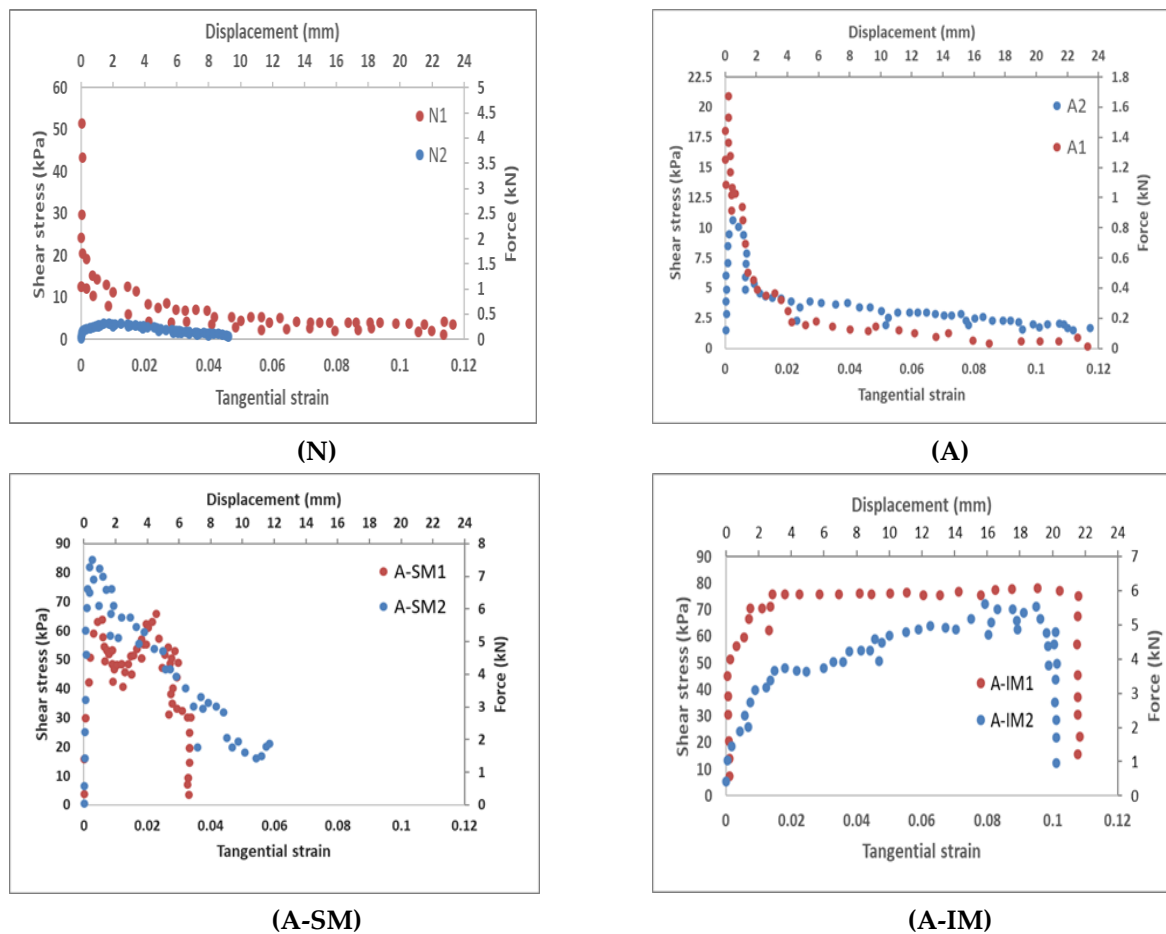 Displacement (mm)
0 2 4 6 8 10 12 14 16 18 20 22 24
60 50 40 30 20 10 0
Shear stress (kPa)
N1
N2
5 4.5 4 3.5 3 2.5 2 1.5 1 0.5 0
Force (kN)
0 0.02 0.04 0.06 0.08 0.1 0.12
Tangential strain
(N)
Displacement (mm)
0 2 4 6 8 10 12 14 16 18 20 22 24
22.5 20 17.5 15 12.5 10 7.5 5 2.5 0
Shear stress (kPa)
A2
A1
1.8 1.6 1.4 1.2 1 0.8 0.6 0.4 0.2 0
Force (kN)
0 0.02 0.04 0.06 0.08 0.1 0.12
Tangential strain
(A)
Displacement (mm)
0 2 4 6 8 10 12 14 16 18 20 22 24
90 80 70 60 50 40 30 20 10 0
Shear stress (kPa)
A-SM1
A-SM2
8 7 6 5 4 3 2 1 0
Force (kN)
0 0.02 0.04 0.06 0.08 0.1 0.12
Tangential strain
(A-SM)
Displacement (mm)
0 2 4 6 8 10 12 14 16 18 20 22 24
90 80 70 60 50 40 30 20 10 0
Shear stress (kPa)
A-IM1
A-IM2
7 6 5 4 3 2 1 0
Force (kN)
0 0.02 0.04 0.06 0.08 0.1 0.12
Tangential strain
(A-IM)